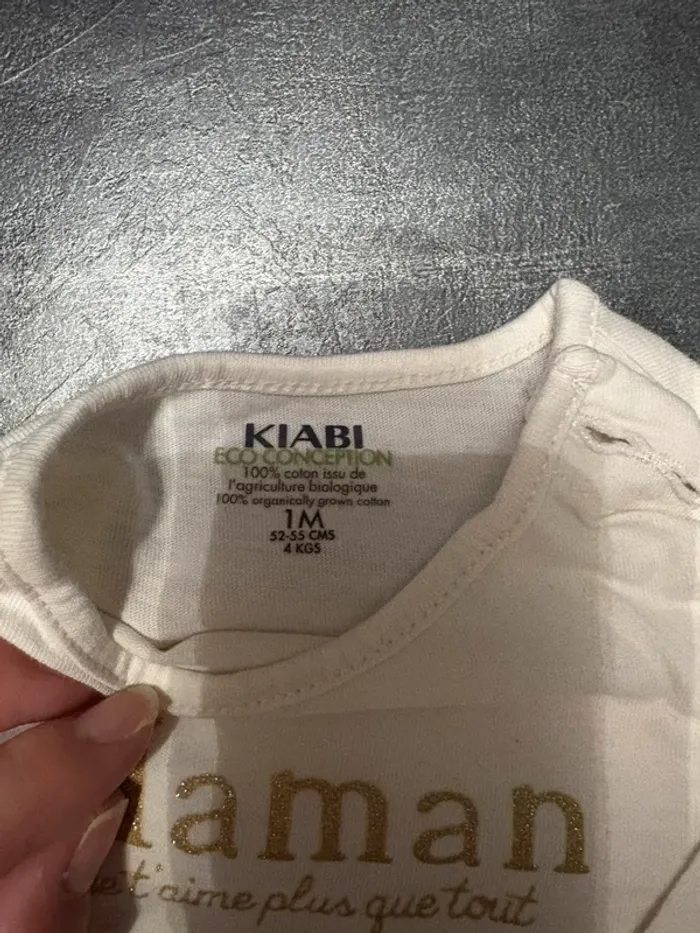 KIABI
ECO CONCEPTION
100% coton issu de
l'agriculture biologique
100% organically grown cotton
1M
52-55 CMS
4 KGS
aman
t'aime plus que tout